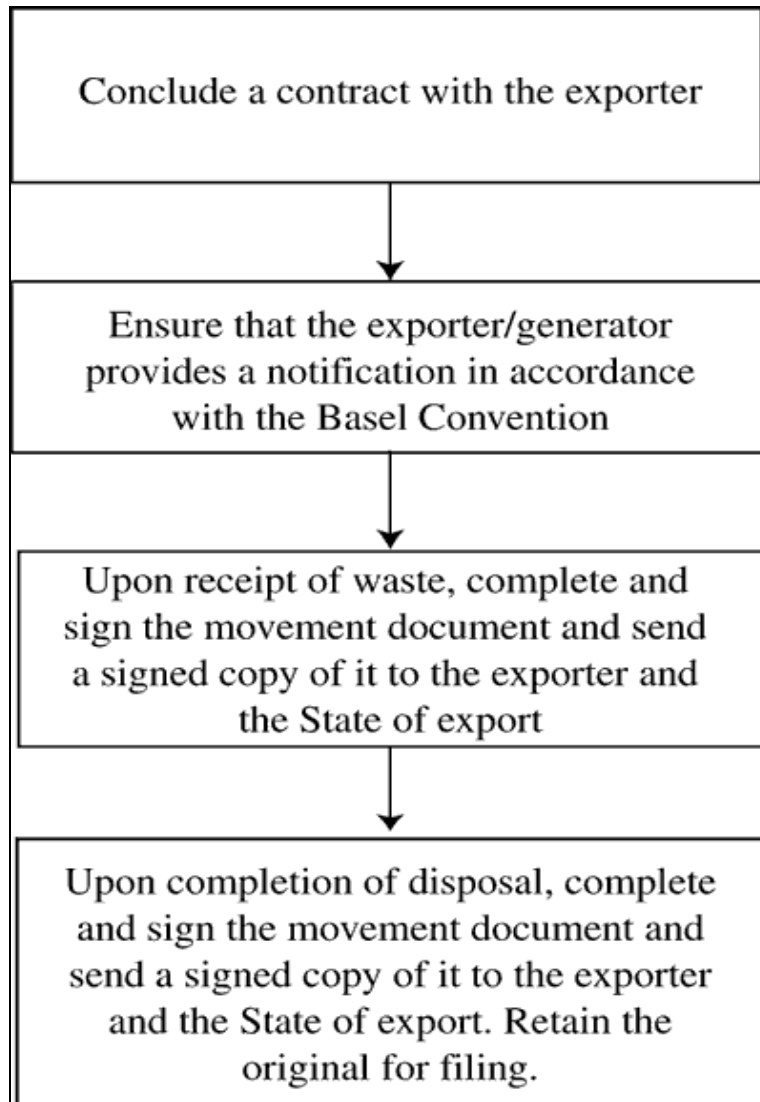 Conclude a contract with the exporter
Ensure that the exporter/generator
provides a notification in accordance
with the Basel Convention
Upon receipt of waste, complete and
sign the movement document and send
a signed copy of it to the exporter and
the State of export
Upon completion of disposal, complete
and sign the movement document and
send a signed copy of it to the exporter
and the State of export. Retain the
original for filing.